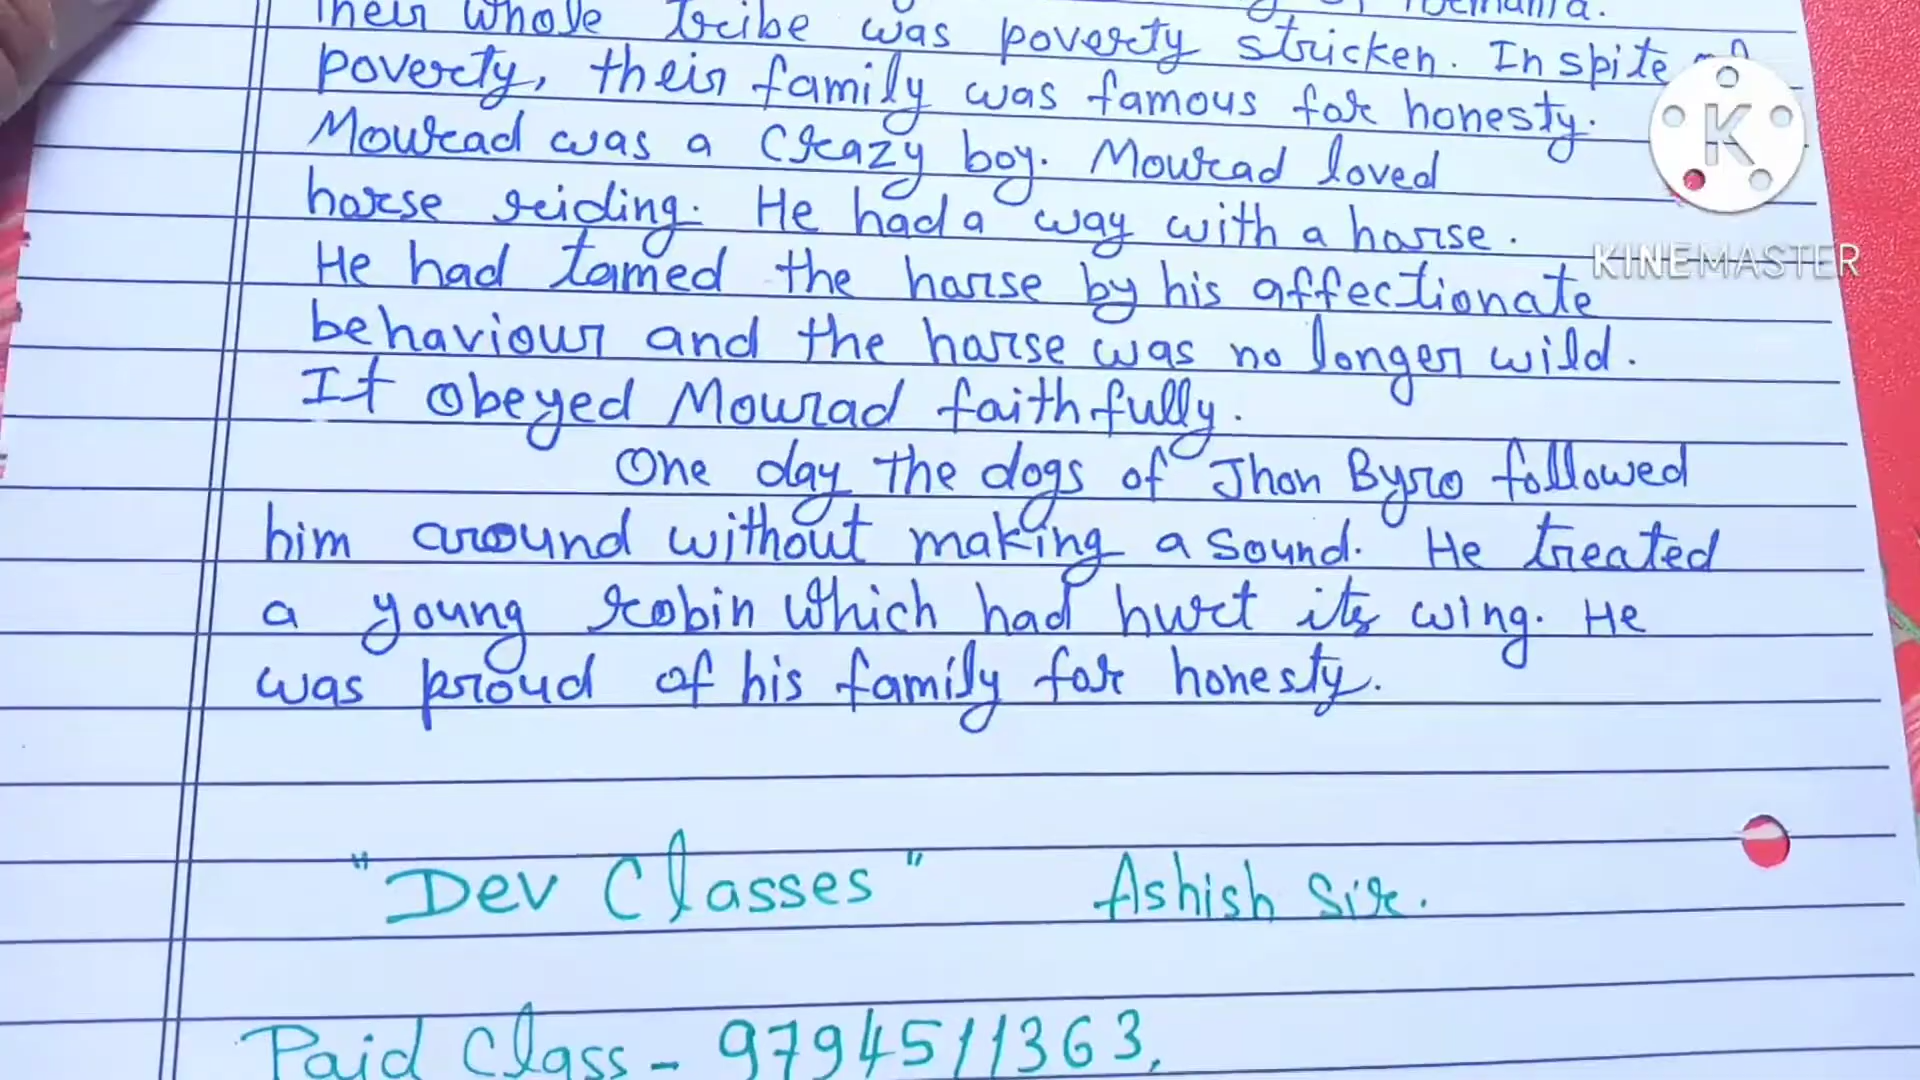 Their whole tribe was poverty stricken. In spite of
poverty, their family was famous for honesty.
Mourad was a crazy boy. Mourad loved
horse riding. He had a way with a horse.
He had tamed the horse by his affectionate
behaviour and the horse was no longer wild.
It obeyed Mourad faithfully.
One day the dogs of Jhon Byro followed
him around without making a sound. He treated
a young robin which had hurt its wing. He
was proud of his family for honesty.
"Dev Classes" Ashish Sir.
Paid Class - 9794511363,
K
KINEMASTER